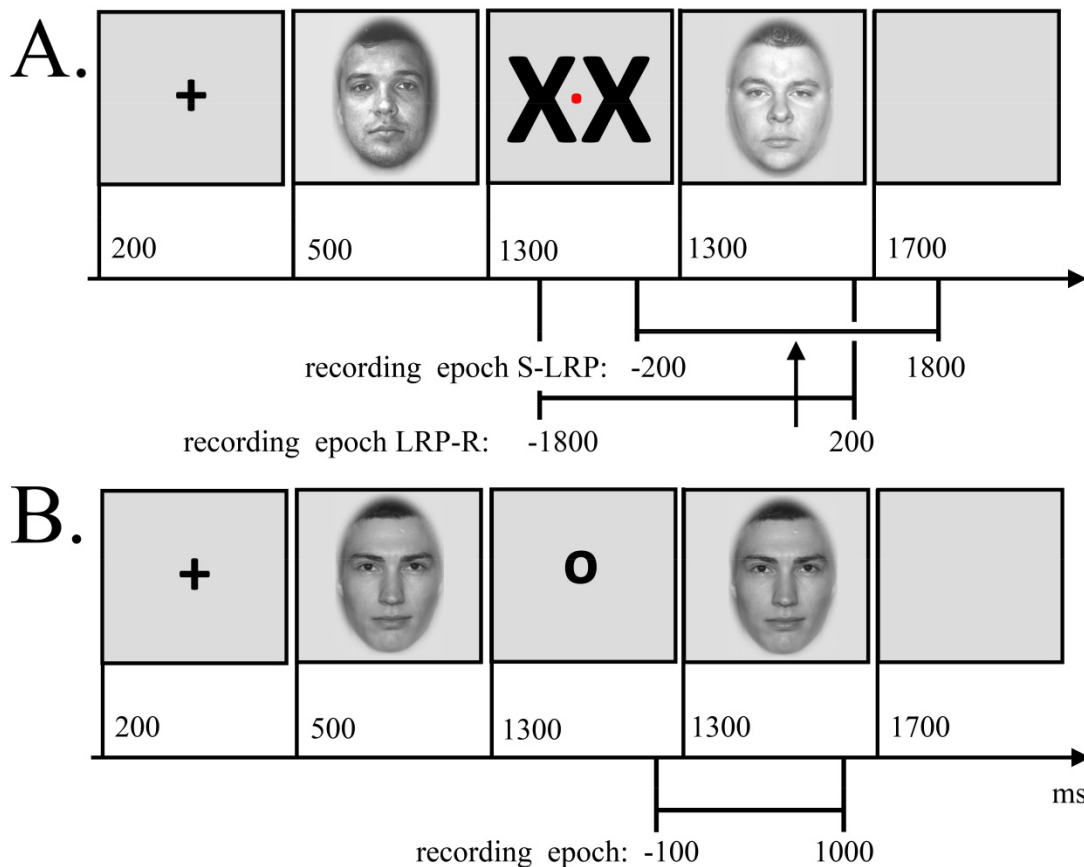 A.
+
XX
200 500 1300 1300 1700
recording epoch S-LRP: -200 1800
recording epoch LRP-R: -1800 200
B.
+
o
200 500 1300 1300 1700
ms
recording epoch: -100 1000